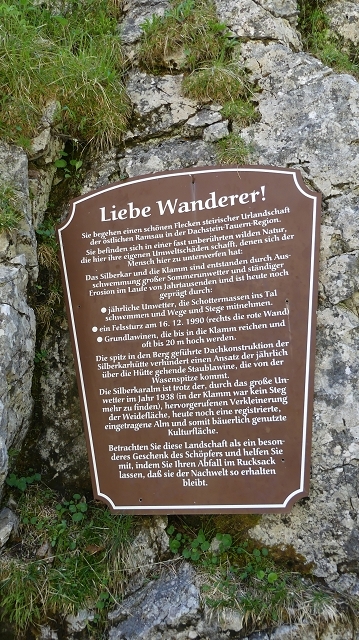 Liebe Wanderer!
Sie begehen einen schönen Flecken steirischer Urlandschaft
der östlichen Ramsau in der Dachstein-Tauern-Region.
Sie befinden sich in einer fast unberührten wilden Natur,
die hier ihre eigenen Umweltschäden schafft, denen sich der
Mensch hier zu unterwerfen hat:
Das Silberkar und die Klamm sind entstanden durch Aus-
schwemmung großer Sommerunwetter und ständiger
Erosion im Laufe von Jahrtausenden und ist heute noch
geprägt durch:
● jährliche Unwetter, die Schottermassen ins Tal
schwemmen und Wege und Stege mitnehmen.
● ein Felssturz am 16. 12. 1990 (rechts die rote Wand)
● Grundlawinen, die bis in die Klamm reichen und
oft bis 20 m hoch werden.
Die spitz in den Berg geführte Dachkonstruktion der
Silberkarhütte verhindert einen Ansatz der jährlich
über die Hütte gehende Staublawine, die von der
Wasenspitze kommt.
Die Silberkaralm ist trotz der, durch das große Un-
wetter im Jahre 1938 (in der Klamm war kein Steg
mehr zu finden), hervorgerufenen Verkleinerung
der Weidefläche, heute noch eine registrierte,
eingetragene Alm und somit bäuerlich genutzte
Kulturfläche.
Betrachten Sie diese Landschaft als ein beson-
deres Geschenk des Schöpfers und helfen Sie
mit, indem Sie Ihren Abfall im Rucksack
lassen, daß sie der Nachwelt so erhalten
bleibt.